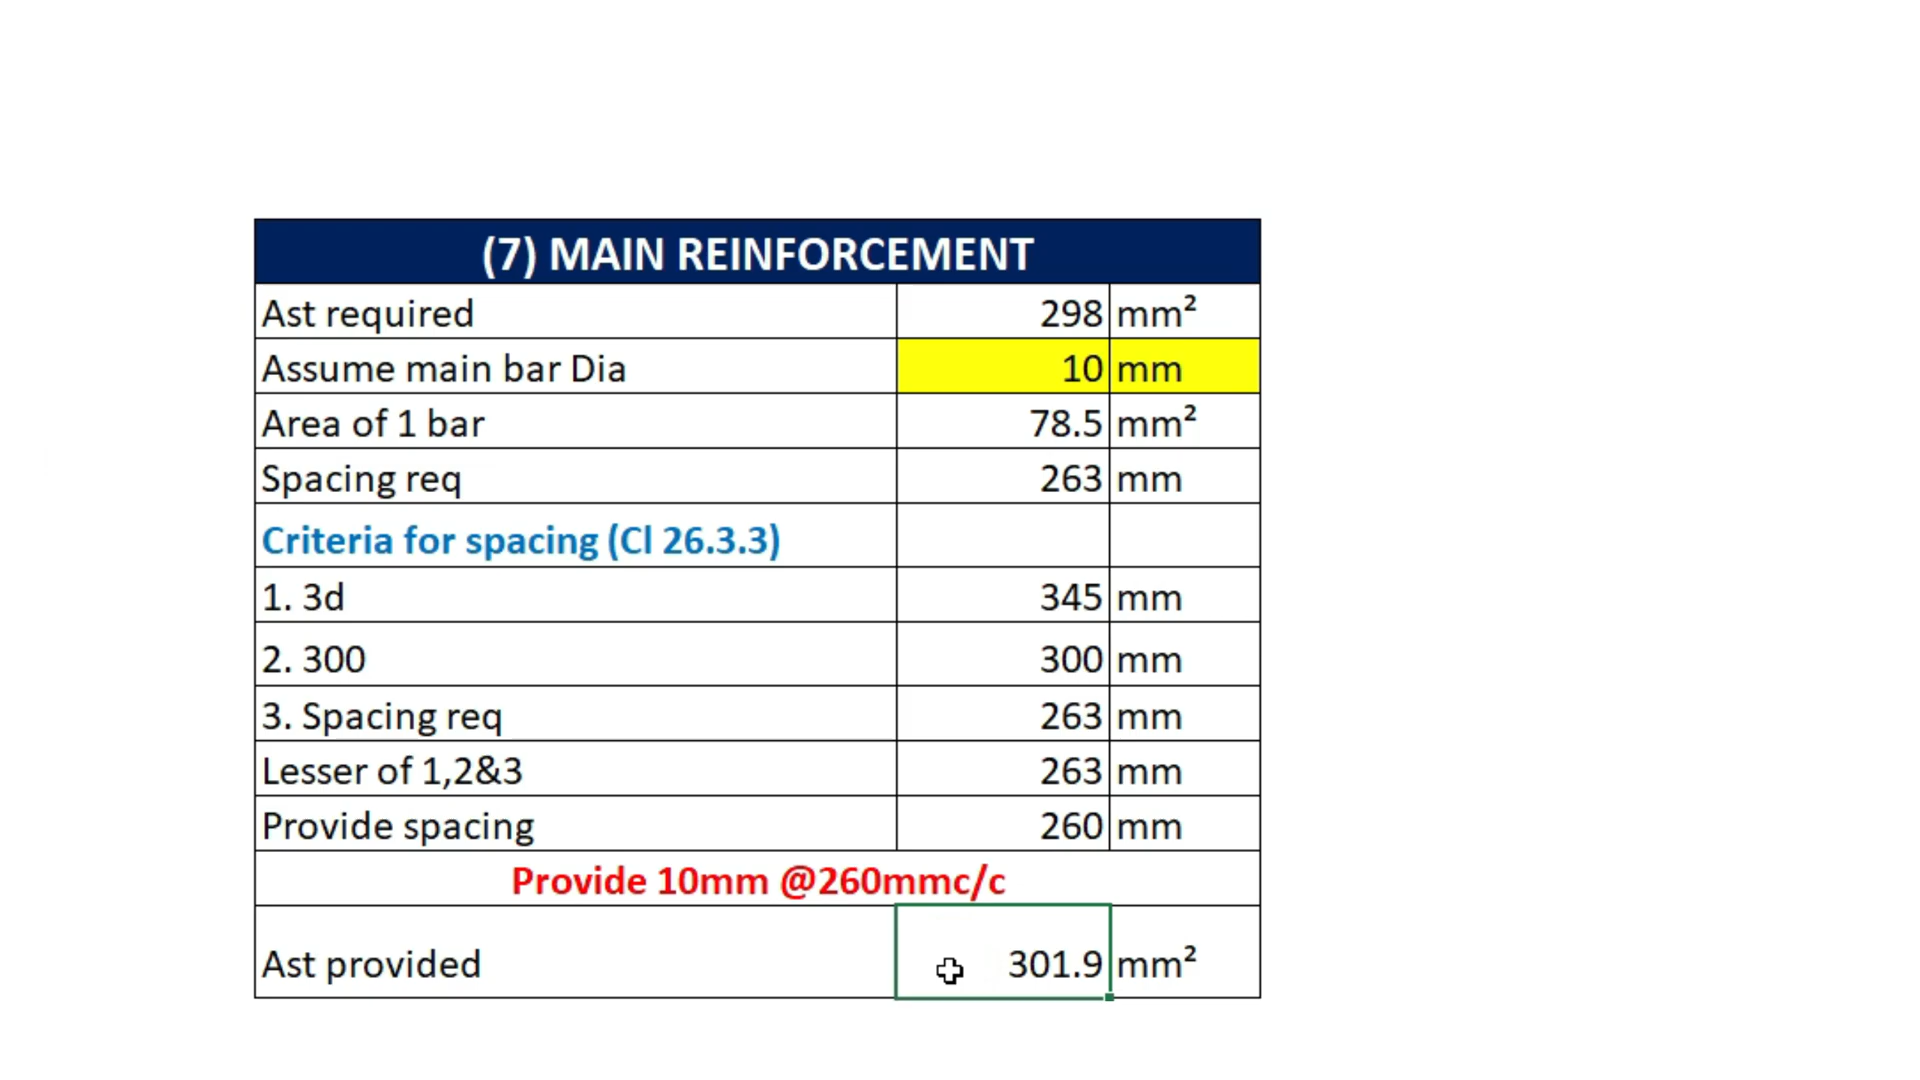 (7) MAIN REINFORCEMENT
Ast required 298 mm²
Assume main bar Dia 10 mm
Area of 1 bar 78.5 mm²
Spacing req 263 mm
Criteria for spacing (Cl 26.3.3)
1. 3d 345 mm
2. 300 300 mm
3. Spacing req 263 mm
Lesser of 1,2&3 263 mm
Provide spacing 260 mm
Provide 10mm @260mmc/c
Ast provided 301.9 mm²